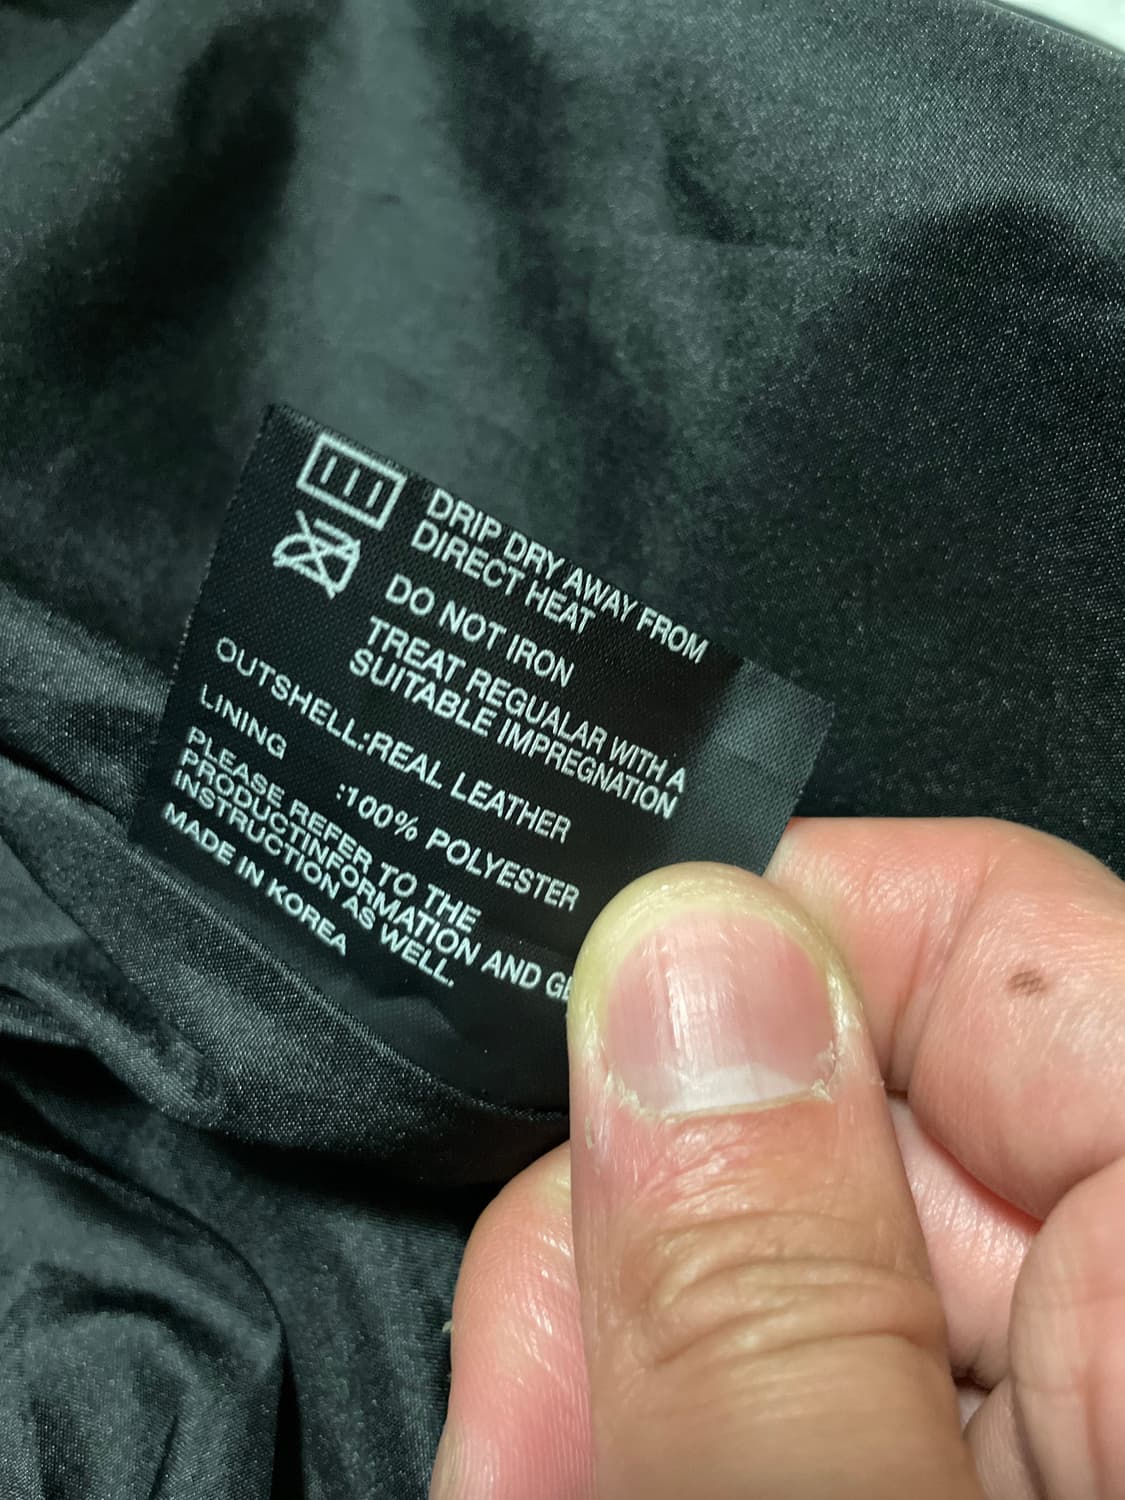 DRIP DRY AWAY FROM
DIRECT HEAT
DO NOT IRON
TREAT REGUALAR WITH A
SUITABLE IMPREGNATION
OUTSHELL:REAL LEATHER
LINING :100% POLYESTER
PLEASE REFER TO THE
PRODUCTINFORMATION AND
INSTRUCTION AS WELL.
MADE IN KOREA